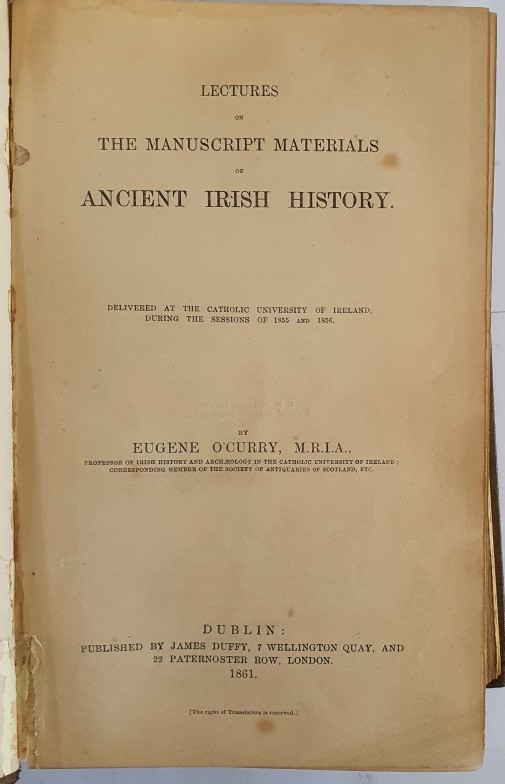 LECTURES
ON
THE MANUSCRIPT MATERIALS
OF
ANCIENT IRISH HISTORY.
DELIVERED AT THE CATHOLIC UNIVERSITY OF IRELAND,
DURING THE SESSIONS OF 1855 AND 1856.
BY
EUGENE O'CURRY, M.R.I.A.,
PROFESSOR OF IRISH HISTORY AND ARCHÆOLOGY IN THE CATHOLIC UNIVERSITY OF IRELAND;
CORRESPONDING MEMBER OF THE SOCIETY OF ANTIQUARIES OF SCOTLAND, ETC.
DUBLIN:
PUBLISHED BY JAMES DUFFY, 7 WELLINGTON QUAY, AND
22 PATERNOSTER ROW, LONDON.
1861.
[The right of Translation is reserved.]